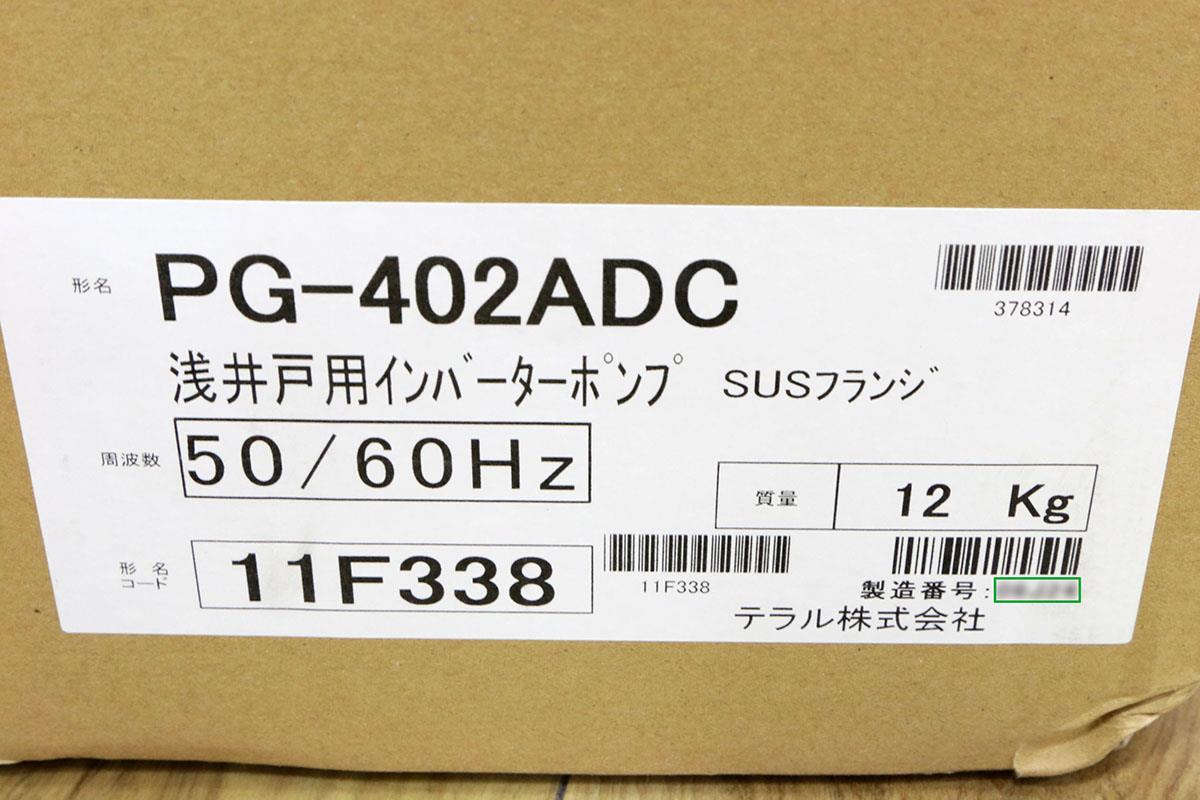 形名 PG-402ADC
378314
浅井戸用インバーターポンプ SUSフランジ
周波数 50/60Hz
質量 12 Kg
形名コード 11F338
11F338
製造番号:
テラル株式会社